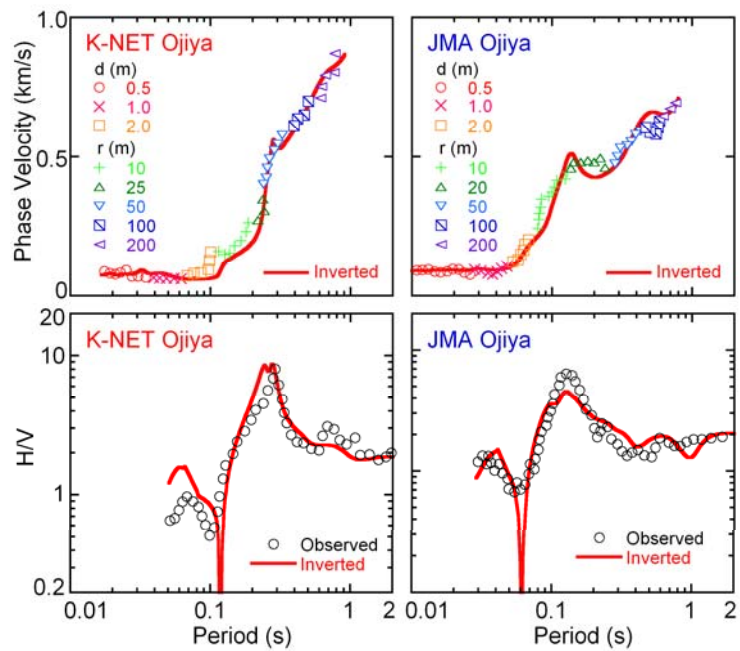 K-NET Ojiya
JMA Ojiya
1.0
0.5
0
Phase Velocity (km/s)
d (m)
0.5
1.0
2.0
r (m)
10
25
50
100
200
Inverted
d (m)
0.5
1.0
2.0
r (m)
10
20
50
100
200
Inverted
K-NET Ojiya
JMA Ojiya
20
10
1
0.2
H/V
Observed
Inverted
Observed
Inverted
0.01 0.1 1 2
0.01 0.1 1 2
Period (s)
Period (s)